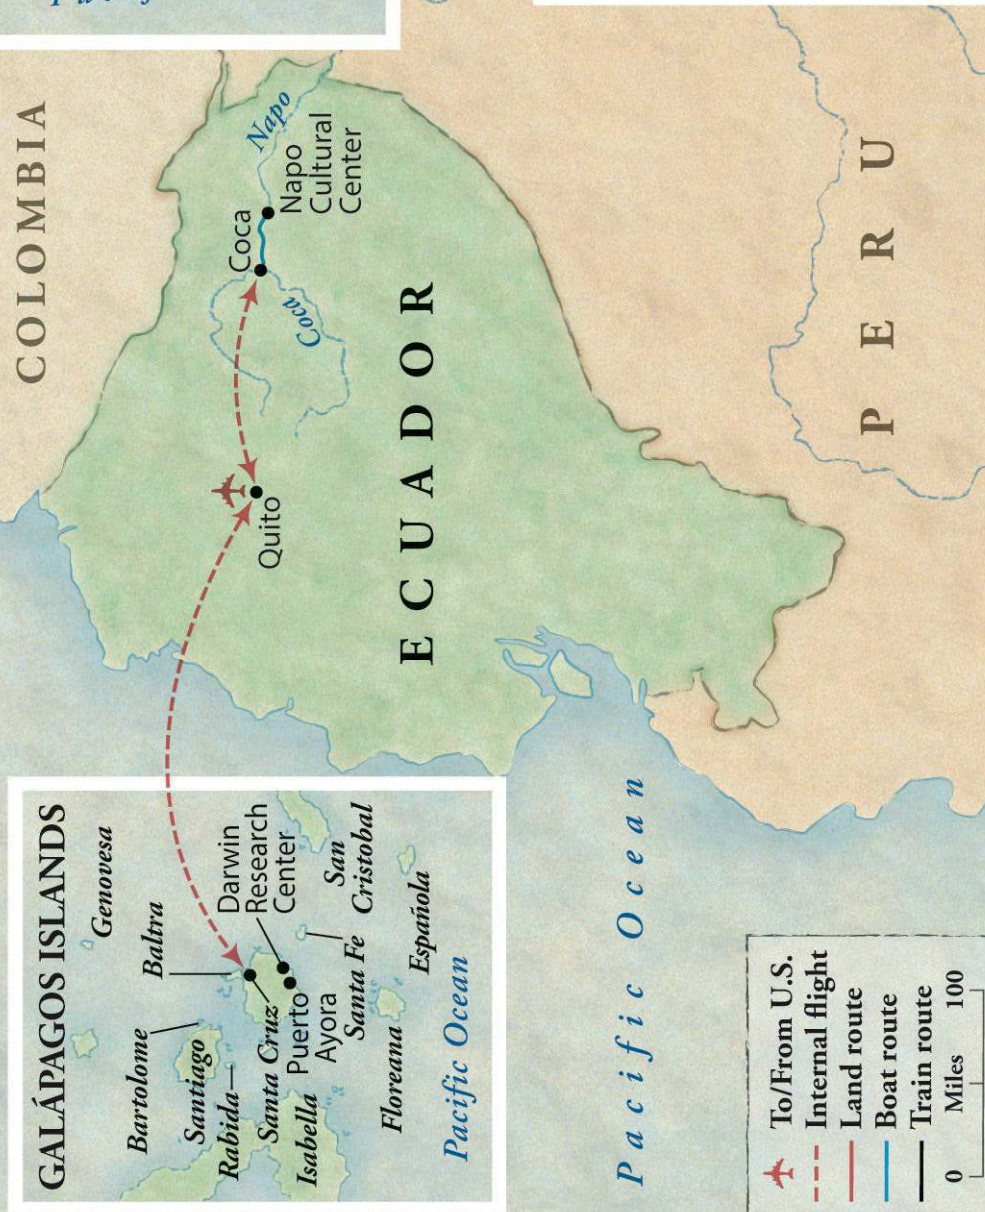 GALÁPAGOS ISLANDS
Genovesa
Bartolome
Baltra
Santiago
Rabida
Santa Cruz
Darwin
Research
Center
Puerto
Ayora
Isabella
Santa Fe
San
Cristobal
Floreana
Española
Pacific Ocean
COLOMBIA
Quito
Coca
Napo
Napo
Cultural
Center
Coca
ECUADOR
Pacific Ocean
PERU
To/From U.S.
Internal flight
Land route
Boat route
Train route
0 Miles 100